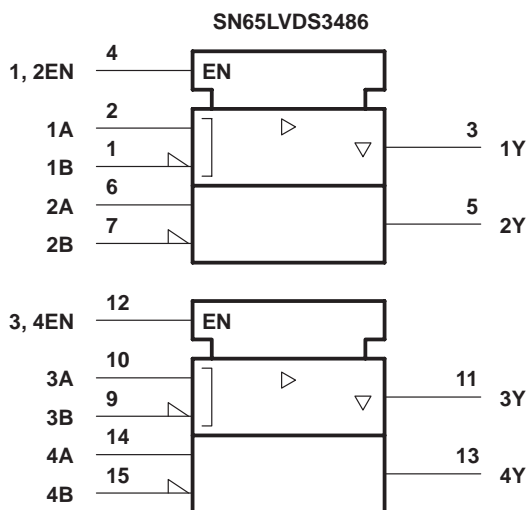 SN65LVDS3486
4
1, 2EN EN
2
1A
3
1B 1 1Y
6
2A
5
2B 7 2Y
12
3, 4EN EN
10
3A
11
3B 9 3Y
14
4A
13
4B 15 4Y